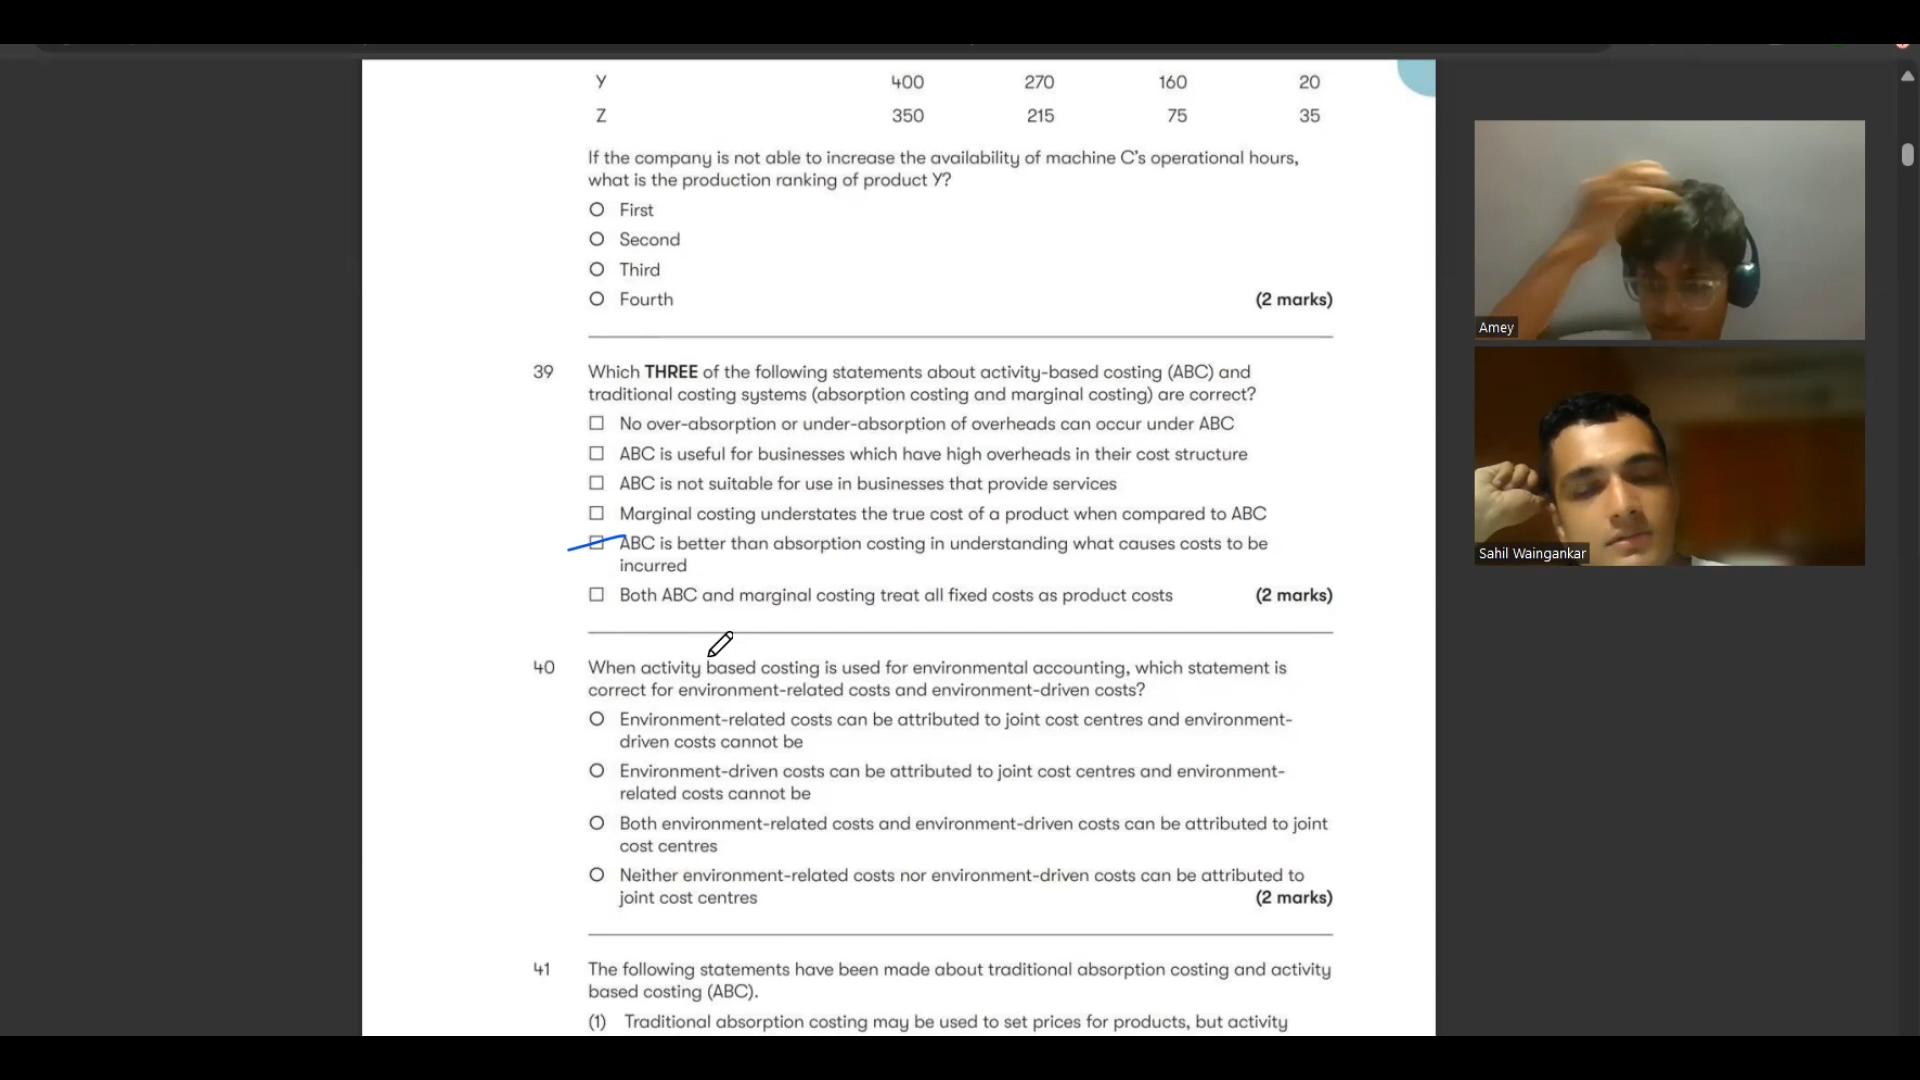 Y 400 270 160 20
Z 350 215 75 35
If the company is not able to increase the availability of machine C's operational hours,
what is the production ranking of product Y?
First
Second
Third
Fourth (2 marks)
39 Which THREE of the following statements about activity-based costing (ABC) and
traditional costing systems (absorption costing and marginal costing) are correct?
No over-absorption or under-absorption of overheads can occur under ABC
ABC is useful for businesses which have high overheads in their cost structure
ABC is not suitable for use in businesses that provide services
Marginal costing understates the true cost of a product when compared to ABC
ABC is better than absorption costing in understanding what causes costs to be
incurred
Both ABC and marginal costing treat all fixed costs as product costs (2 marks)
40 When activity based costing is used for environmental accounting, which statement is
correct for environment-related costs and environment-driven costs?
Environment-related costs can be attributed to joint cost centres and environment-
driven costs cannot be
Environment-driven costs can be attributed to joint cost centres and environment-
related costs cannot be
Both environment-related costs and environment-driven costs can be attributed to joint
cost centres
Neither environment-related costs nor environment-driven costs can be attributed to
joint cost centres (2 marks)
41 The following statements have been made about traditional absorption costing and activity
based costing (ABC).
(1) Traditional absorption costing may be used to set prices for products, but activity
Amey
Sahil Waingankar